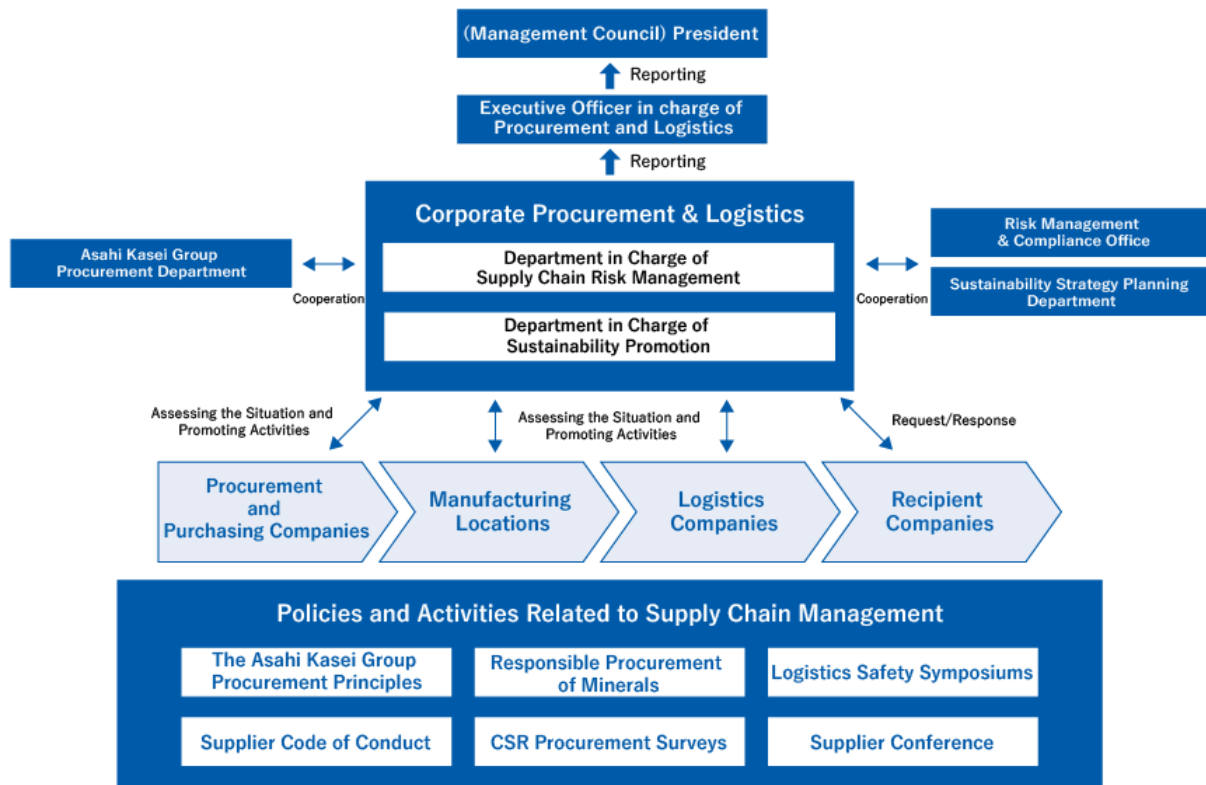 (Management Council) President
Reporting
Executive Officer in charge of
Procurement and Logistics
Reporting
Corporate Procurement & Logistics
Department in Charge of
Supply Chain Risk Management
Department in Charge of
Sustainability Promotion
Asahi Kasei Group
Procurement Department
Cooperation
Risk Management
& Compliance Office
Sustainability Strategy Planning
Department
Cooperation
Assessing the Situation and
Promoting Activities
Assessing the Situation and
Promoting Activities
Request/Response
Procurement
and
Purchasing Companies
Manufacturing
Locations
Logistics
Companies
Recipient
Companies
Policies and Activities Related to Supply Chain Management
The Asahi Kasei Group
Procurement Principles
Responsible Procurement
of Minerals
Logistics Safety Symposiums
Supplier Code of Conduct
CSR Procurement Surveys
Supplier Conference